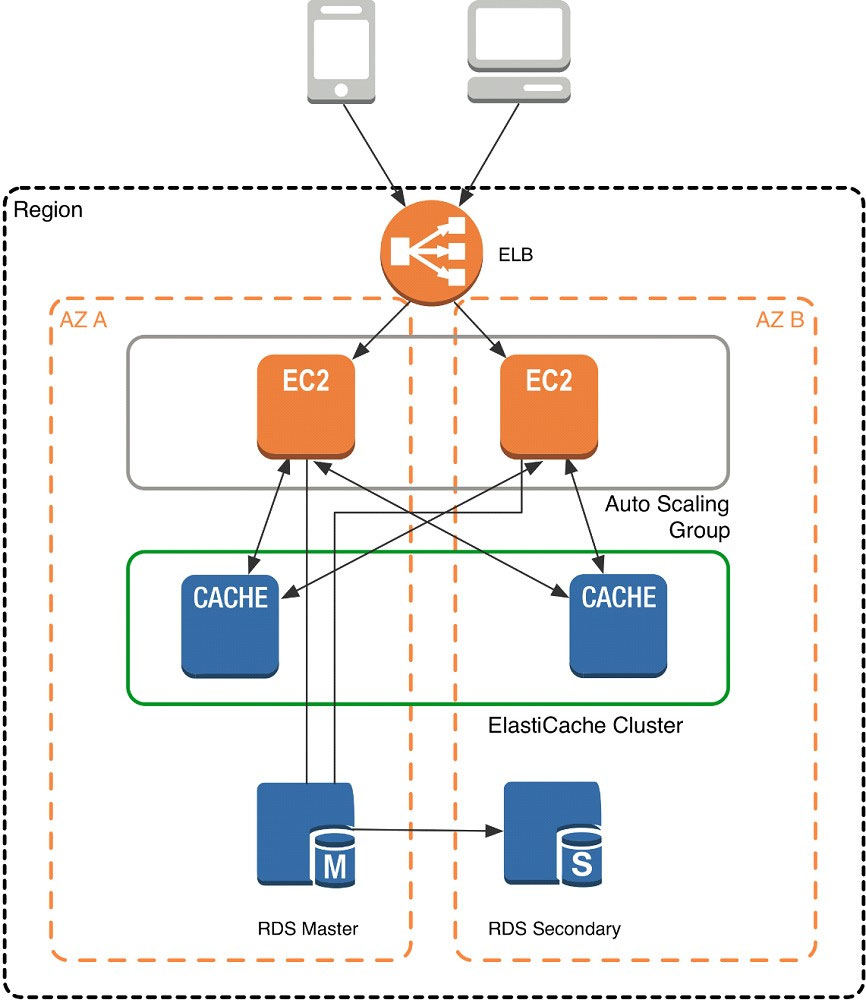 Region
ELB
AZ A
AZ B
EC2
EC2
Auto Scaling
Group
CACHE
CACHE
ElastiCache Cluster
M
S
RDS Master
RDS Secondary